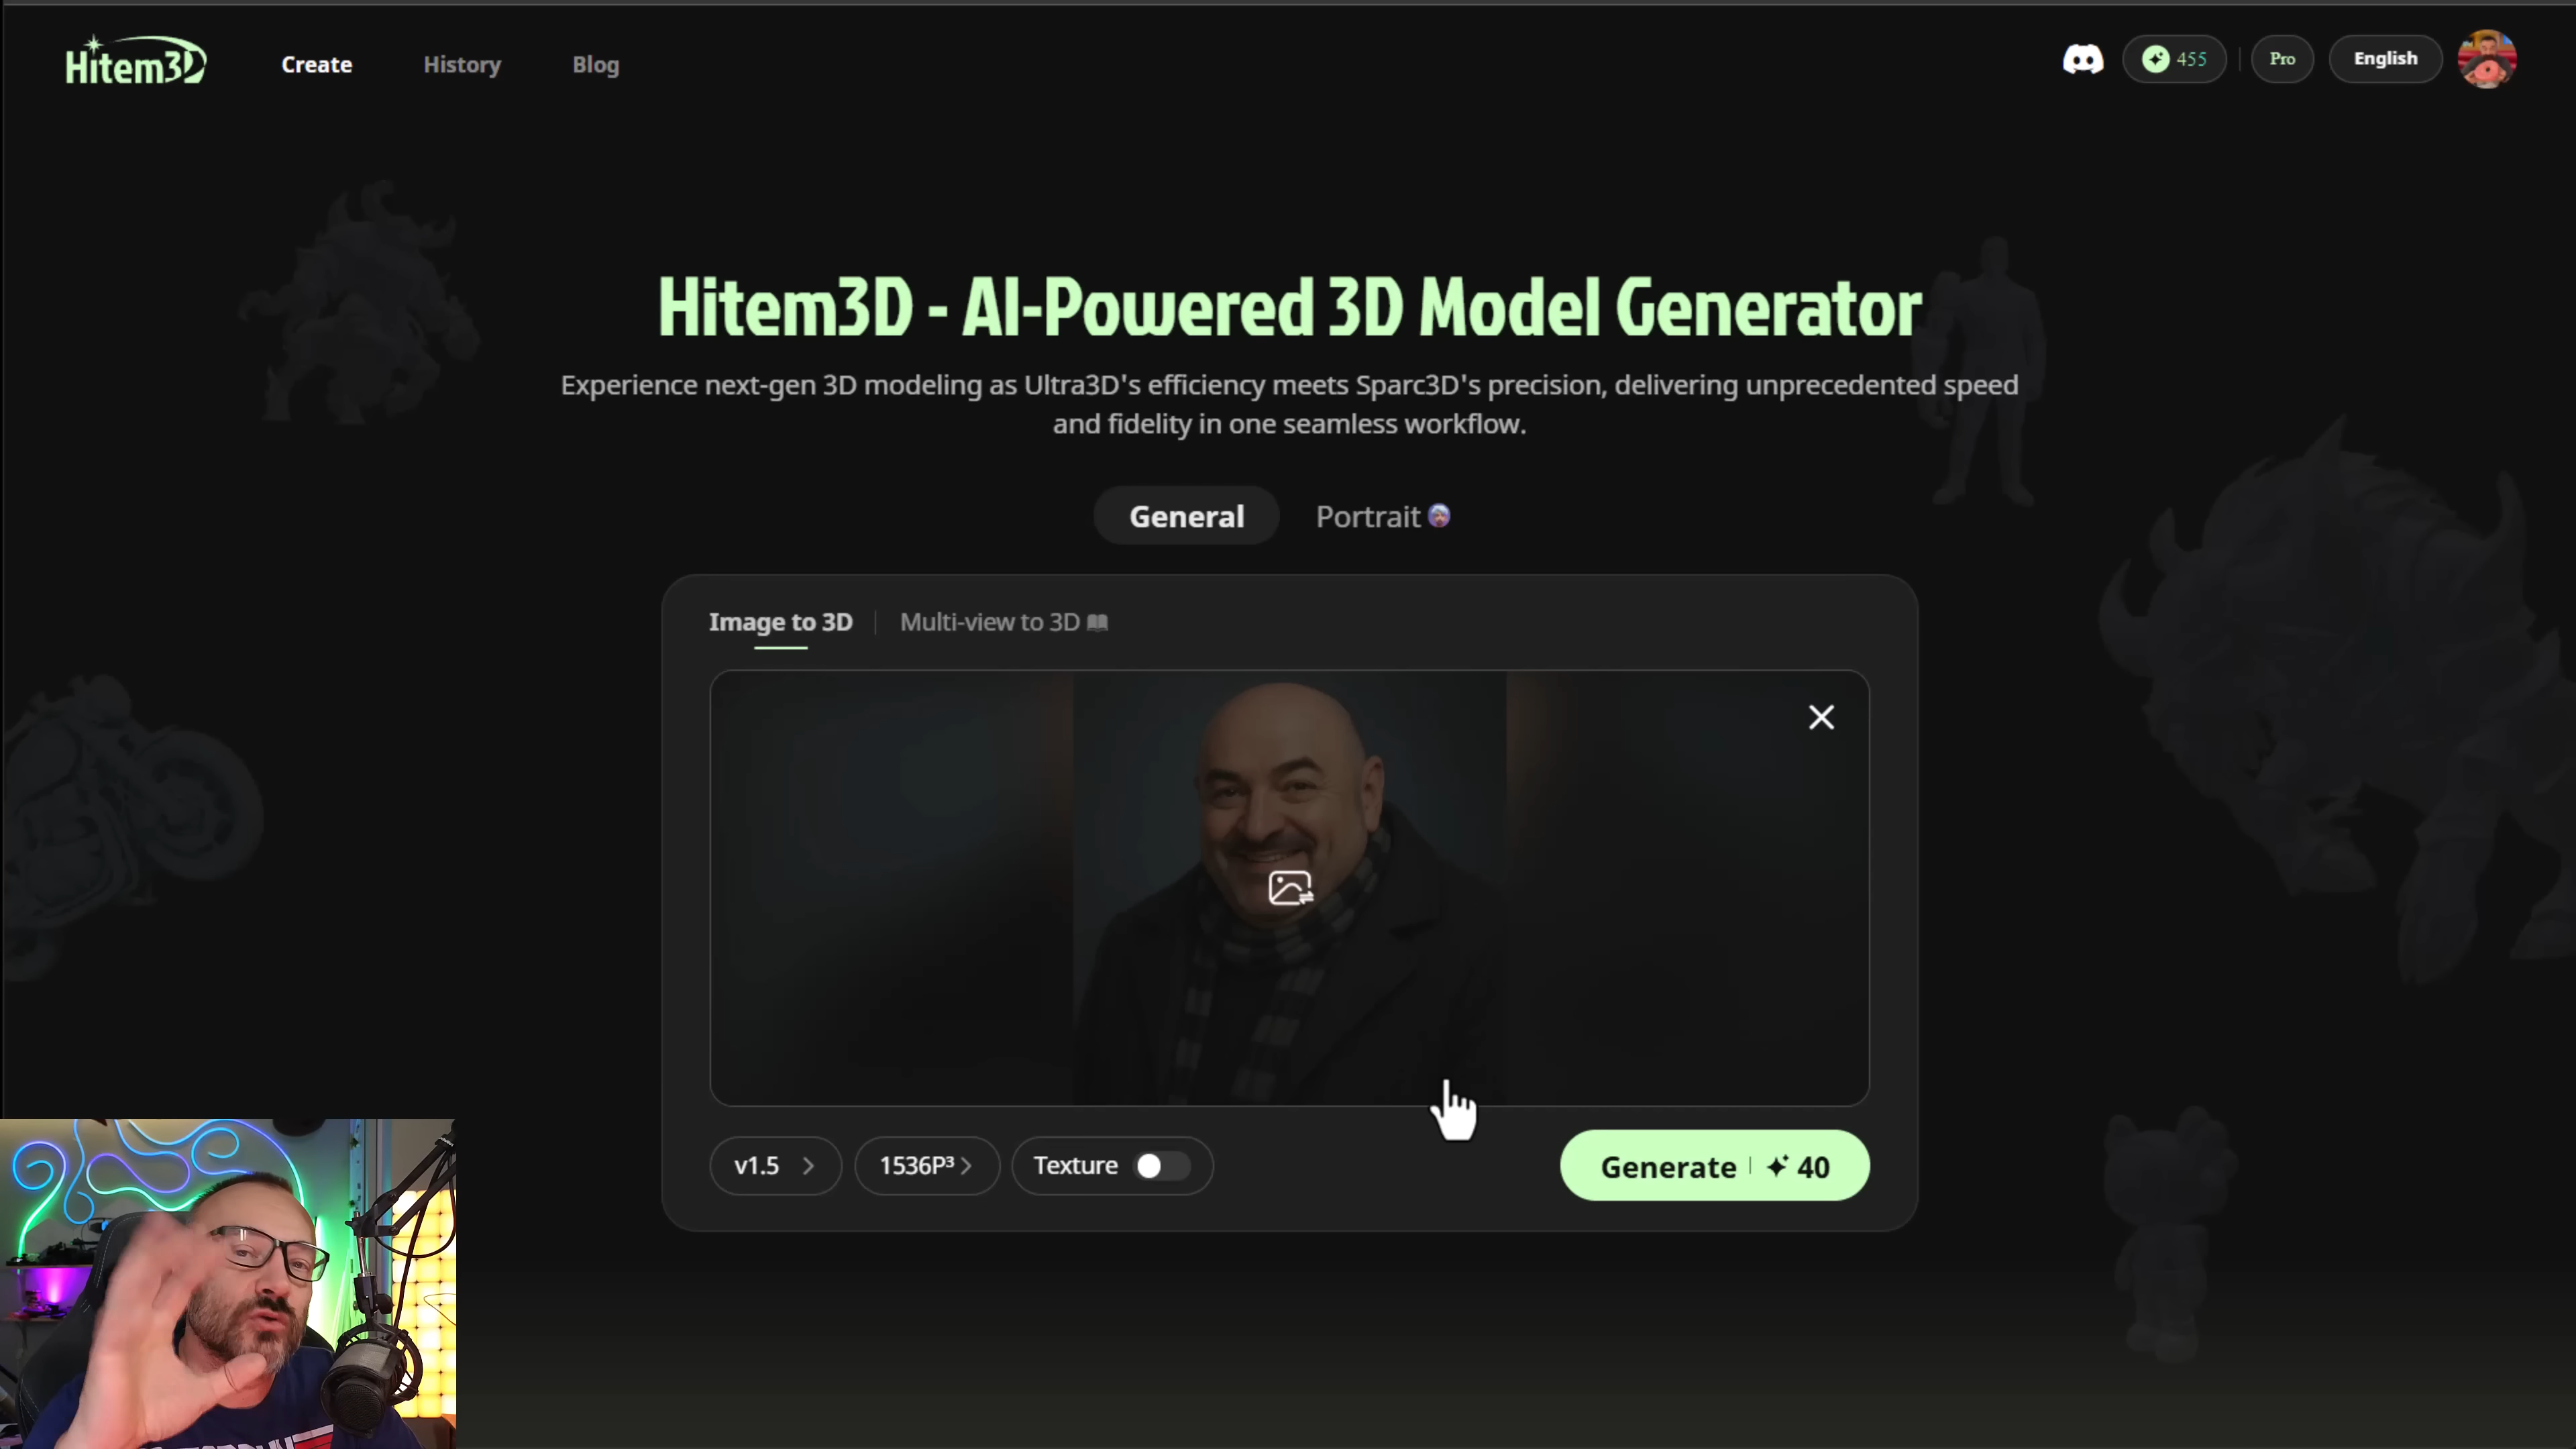 Hitem3D
Create
History
Blog
455
Pro
English
Hitem3D - AI-Powered 3D Model Generator
Experience next-gen 3D modeling as Ultra3D's efficiency meets Sparc3D's precision, delivering unprecedented speed
and fidelity in one seamless workflow.
General
Portrait
Image to 3D
Multi-view to 3D
v1.5
1536P³
Texture
Generate
40